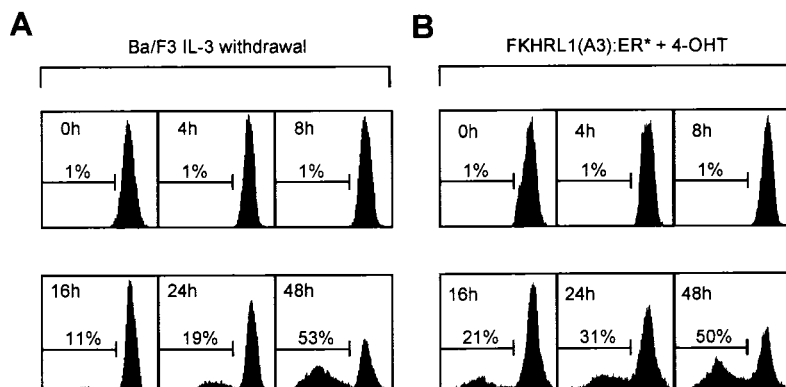 A
Ba/F3 IL-3 withdrawal
0h 4h 8h
1% 1% 1%
16h 24h 48h
11% 19% 53%
B
FKHRL1(A3):ER* + 4-OHT
0h 4h 8h
1% 1% 1%
16h 24h 48h
21% 31% 50%